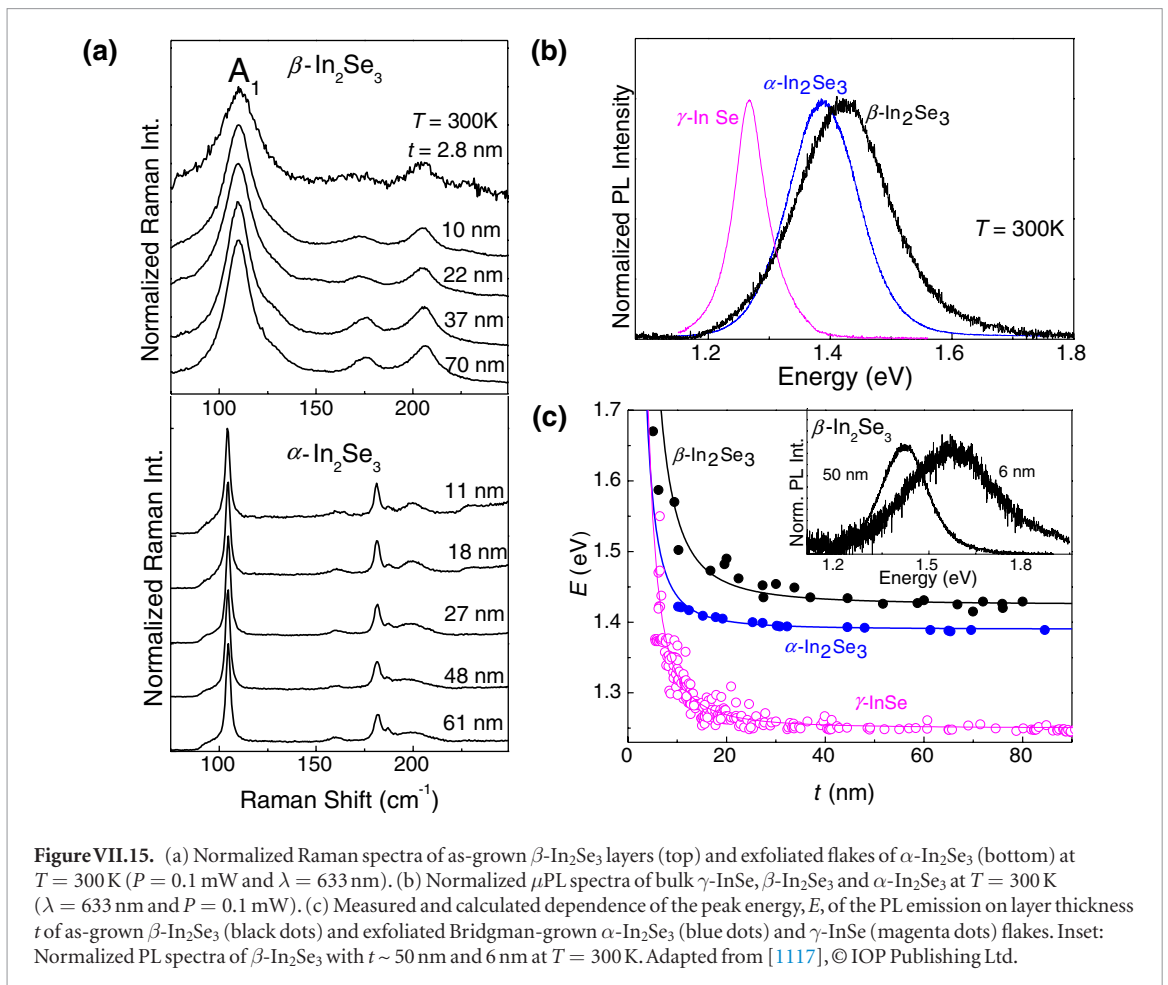 (a)
β-In₂Se₃
A₁
T = 300K
t = 2.8 nm
10 nm
22 nm
37 nm
70 nm
Normalized Raman Int.
100 150 200
α-In₂Se₃
11 nm
18 nm
27 nm
48 nm
61 nm
Normalized Raman Int.
100 150 200
Raman Shift (cm⁻¹)
(b)
γ-In Se
α-In₂Se₃
β-In₂Se₃
T = 300K
Normalized PL Intensity
1.2 1.4 1.6 1.8
Energy (eV)
(c)
1.7
1.6
1.5
1.4
1.3
E (eV)
β-In₂Se₃
α-In₂Se₃
γ-InSe
0 20 40 60 80
t (nm)
β-In₂Se₃
50 nm
6 nm
Norm. PL Int.
1.2 1.5 1.8
Energy (eV)
Figure VII.15. (a) Normalized Raman spectra of as-grown β-In₂Se₃ layers (top) and exfoliated flakes of α-In₂Se₃ (bottom) at
T = 300 K (P = 0.1 mW and λ = 633 nm). (b) Normalized μPL spectra of bulk γ-InSe, β-In₂Se₃ and α-In₂Se₃ at T = 300 K
(λ = 633 nm and P = 0.1 mW). (c) Measured and calculated dependence of the peak energy, E, of the PL emission on layer thickness
t of as-grown β-In₂Se₃ (black dots) and exfoliated Bridgman-grown α-In₂Se₃ (blue dots) and γ-InSe (magenta dots) flakes. Inset:
Normalized PL spectra of β-In₂Se₃ with t ~ 50 nm and 6 nm at T = 300 K. Adapted from [1117], © IOP Publishing Ltd.